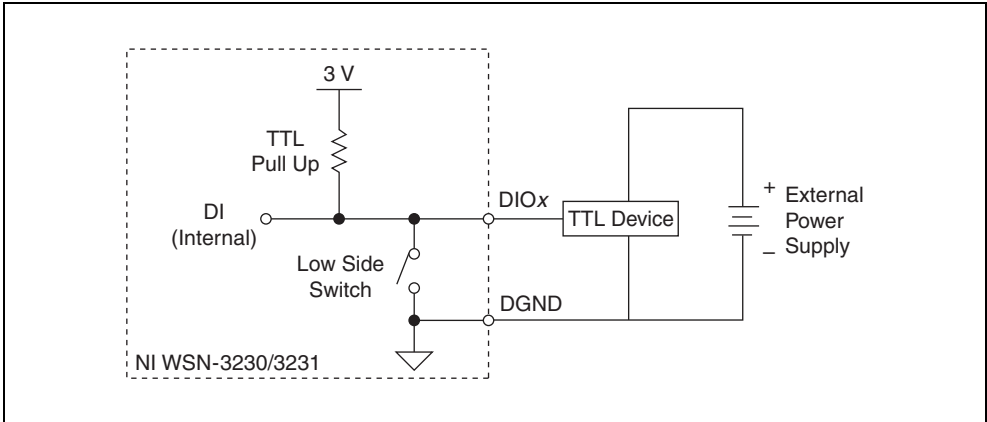 3 V
TTL
Pull Up
DI
(Internal)
DIOx
TTL Device
+
External
Power
Supply
–
Low Side
Switch
DGND
NI WSN-3230/3231